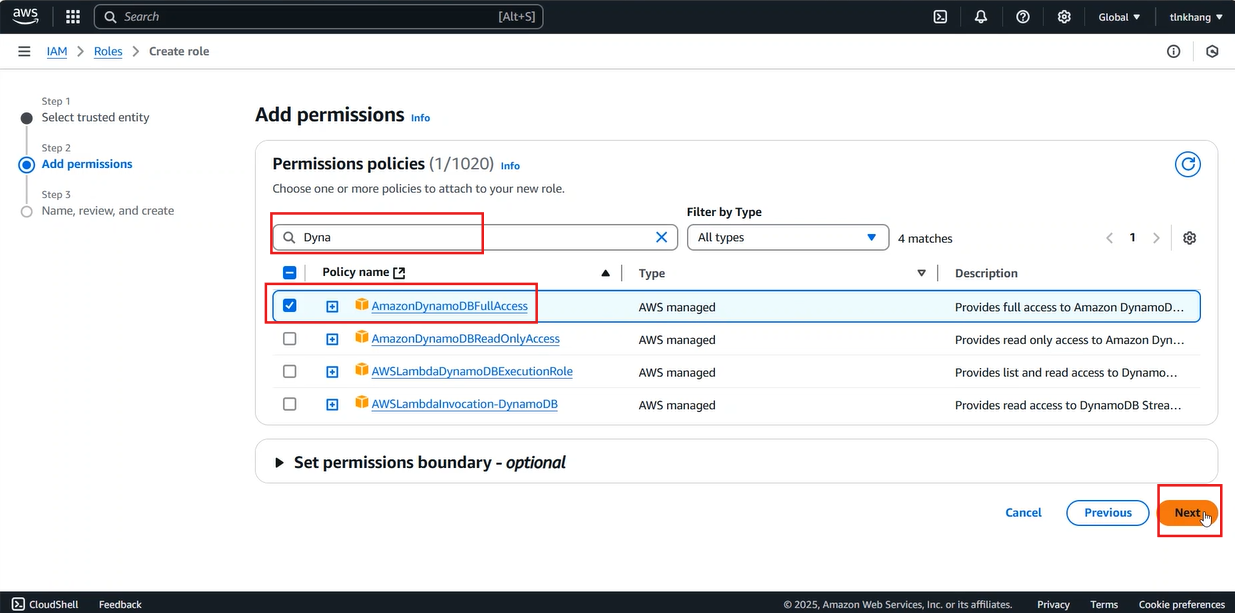 aws
Search [Alt+S] Global tlnkhang
IAM Roles Create role
Step 1
Select trusted entity
Step 2
Add permissions
Step 3
Name, review, and create
Add permissions Info
Permissions policies (1/1020) Info
Choose one or more policies to attach to your new role.
Filter by Type
Dyna All types 4 matches 1
Policy name Type Description
AmazonDynamoDBFullAccess AWS managed Provides full access to Amazon DynamoD...
AmazonDynamoDBReadOnlyAccess AWS managed Provides read only access to Amazon Dyn...
AWSLambdaDynamoDBExecutionRole AWS managed Provides list and read access to Dynamo...
AWSLambdaInvocation-DynamoDB AWS managed Provides read access to DynamoDB Strea...
Set permissions boundary - optional
Cancel Previous Next
CloudShell Feedback © 2025, Amazon Web Services, Inc. or its affiliates. Privacy Terms Cookie preferences